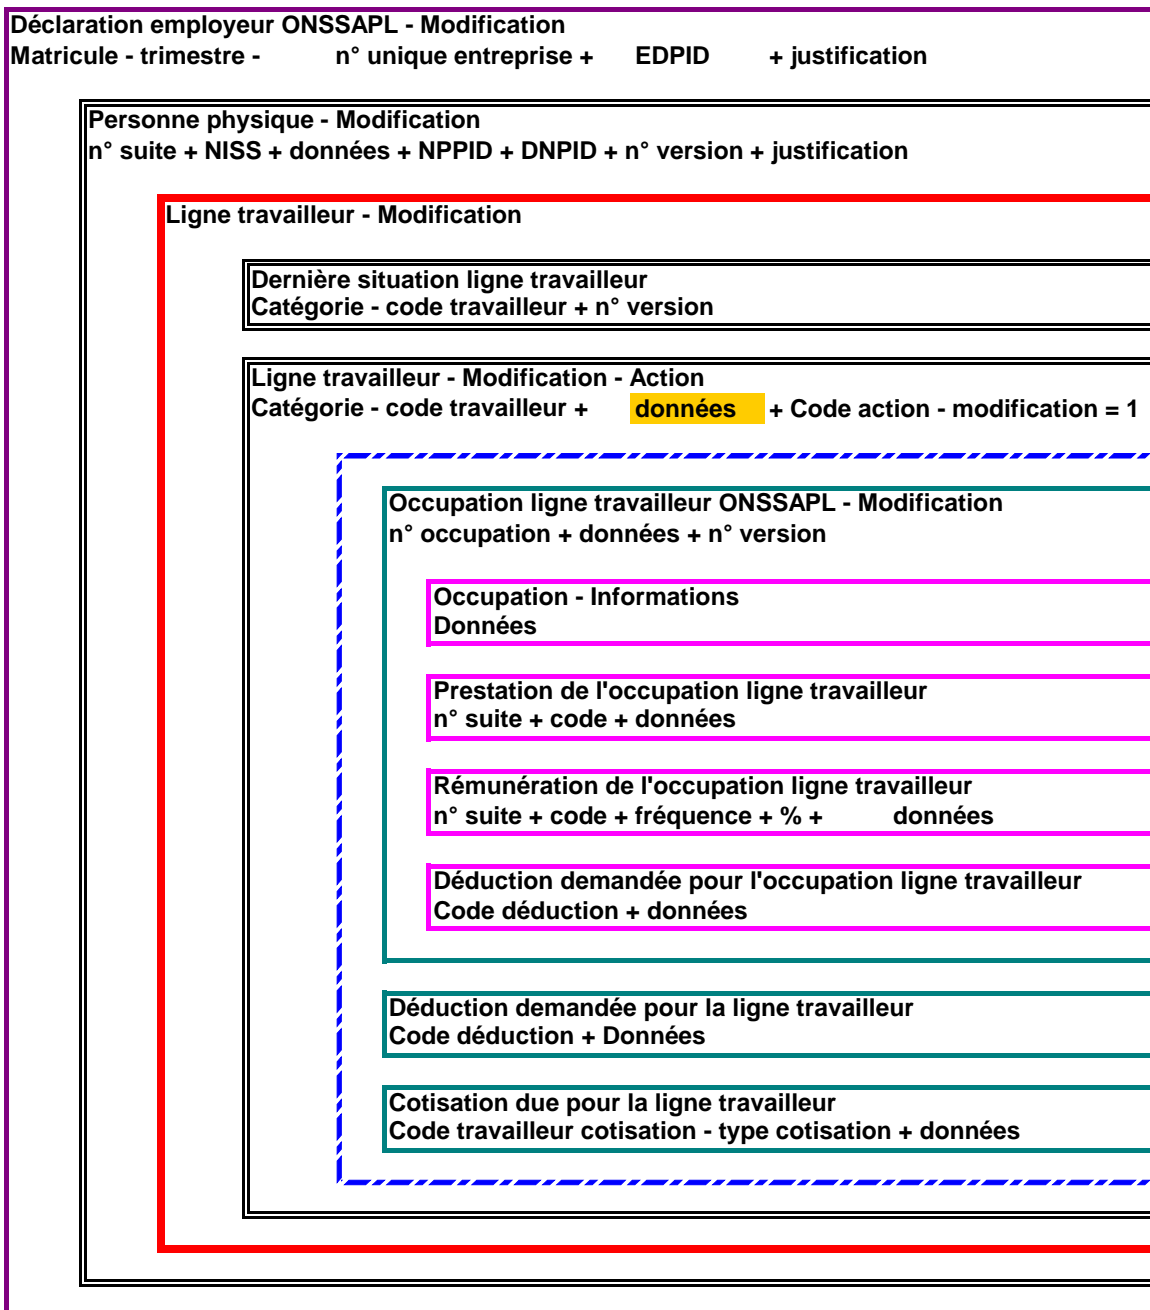 Déclaration employeur ONSSAPL - Modification
Matricule - trimestre - n° unique entreprise + EDPID + justification
Personne physique - Modification
n° suite + NISS + données + NPPID + DNPID + n° version + justification
Ligne travailleur - Modification
Dernière situation ligne travailleur
Catégorie - code travailleur + n° version
Ligne travailleur - Modification - Action
Catégorie - code travailleur + données + Code action - modification = 1
Occupation ligne travailleur ONSSAPL - Modification
n° occupation + données + n° version
Occupation - Informations
Données
Prestation de l'occupation ligne travailleur
n° suite + code + données
Rémunération de l'occupation ligne travailleur
n° suite + code + fréquence + % + données
Déduction demandée pour l'occupation ligne travailleur
Code déduction + données
Déduction demandée pour la ligne travailleur
Code déduction + Données
Cotisation due pour la ligne travailleur
Code travailleur cotisation - type cotisation + données